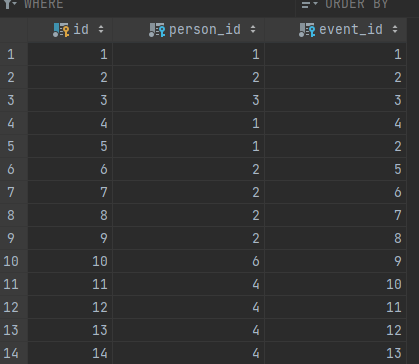 WHERE ORDER BY
id person_id event_id
1 1 1 1
2 2 2 2
3 3 3 3
4 4 1 4
5 5 1 2
6 6 2 5
7 7 2 6
8 8 2 7
9 9 2 8
10 10 6 9
11 11 4 10
12 12 4 11
13 13 4 12
14 14 4 13